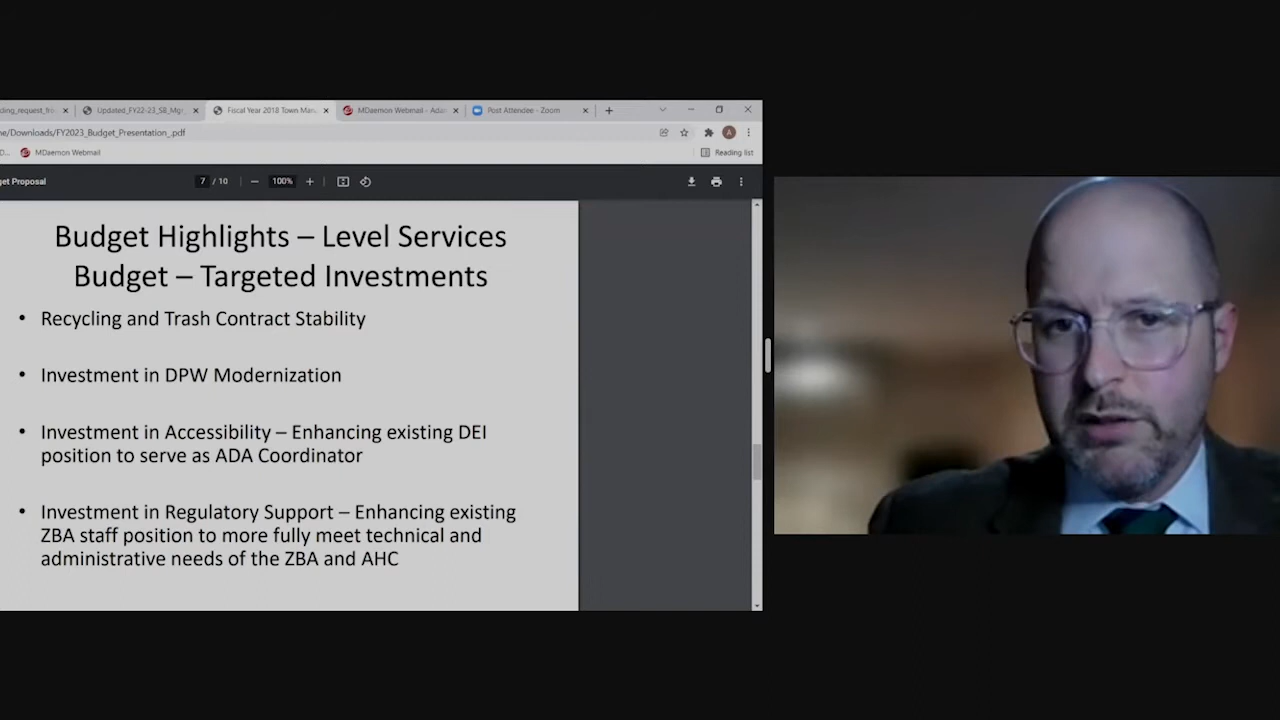 Updated_FY22-23_SB_Mgr
Fiscal Year 2018 Town Man
MDaemon Webmail - Adan
Post Attendee - Zoom
e/Downloads/FY2023_Budget_Presentation_.pdf
A
MDaemon Webmail
Reading list
get Proposal
7 / 10
100%
Budget Highlights – Level Services
Budget – Targeted Investments
• Recycling and Trash Contract Stability
• Investment in DPW Modernization
• Investment in Accessibility – Enhancing existing DEI
position to serve as ADA Coordinator
• Investment in Regulatory Support – Enhancing existing
ZBA staff position to more fully meet technical and
administrative needs of the ZBA and AHC